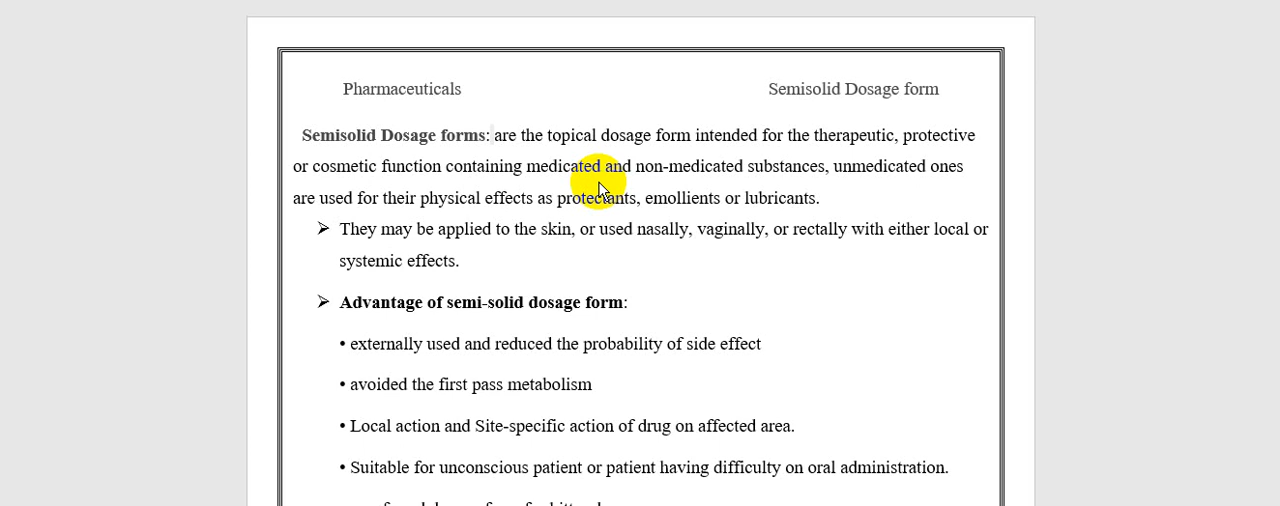 Pharmaceuticals Semisolid Dosage form
Semisolid Dosage forms: are the topical dosage form intended for the therapeutic, protective
or cosmetic function containing medicated and non-medicated substances, unmedicated ones
are used for their physical effects as protectants, emollients or lubricants.
➢ They may be applied to the skin, or used nasally, vaginally, or rectally with either local or
systemic effects.
➢ Advantage of semi-solid dosage form:
• externally used and reduced the probability of side effect
• avoided the first pass metabolism
• Local action and Site-specific action of drug on affected area.
• Suitable for unconscious patient or patient having difficulty on oral administration.